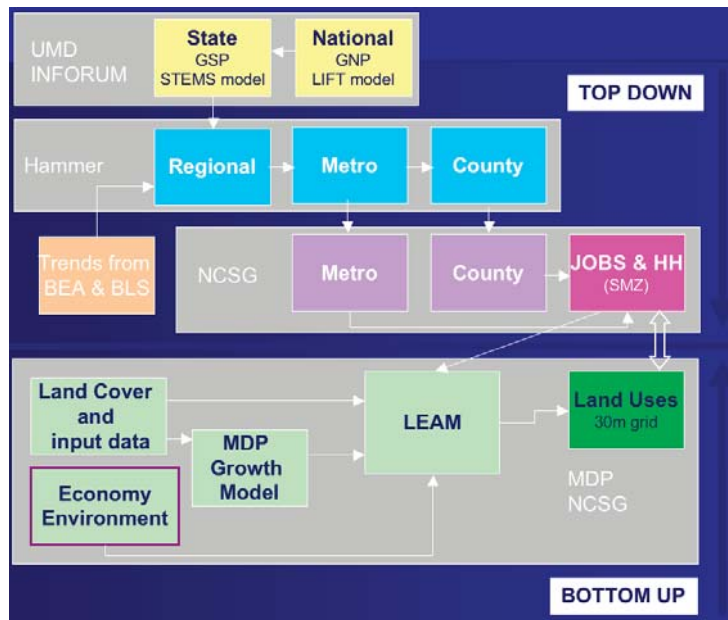 UMD
INFORUM
State
GSP
STEMS model
National
GNP
LIFT model
TOP DOWN
Hammer
Regional
Metro
County
Trends from
BEA & BLS
NCSG
Metro
County
JOBS & HH
(SMZ)
Land Cover
and
input data
MDP
Growth
Model
LEAM
Land Uses
30m grid
Economy
Environment
MDP
NCSG
BOTTOM UP